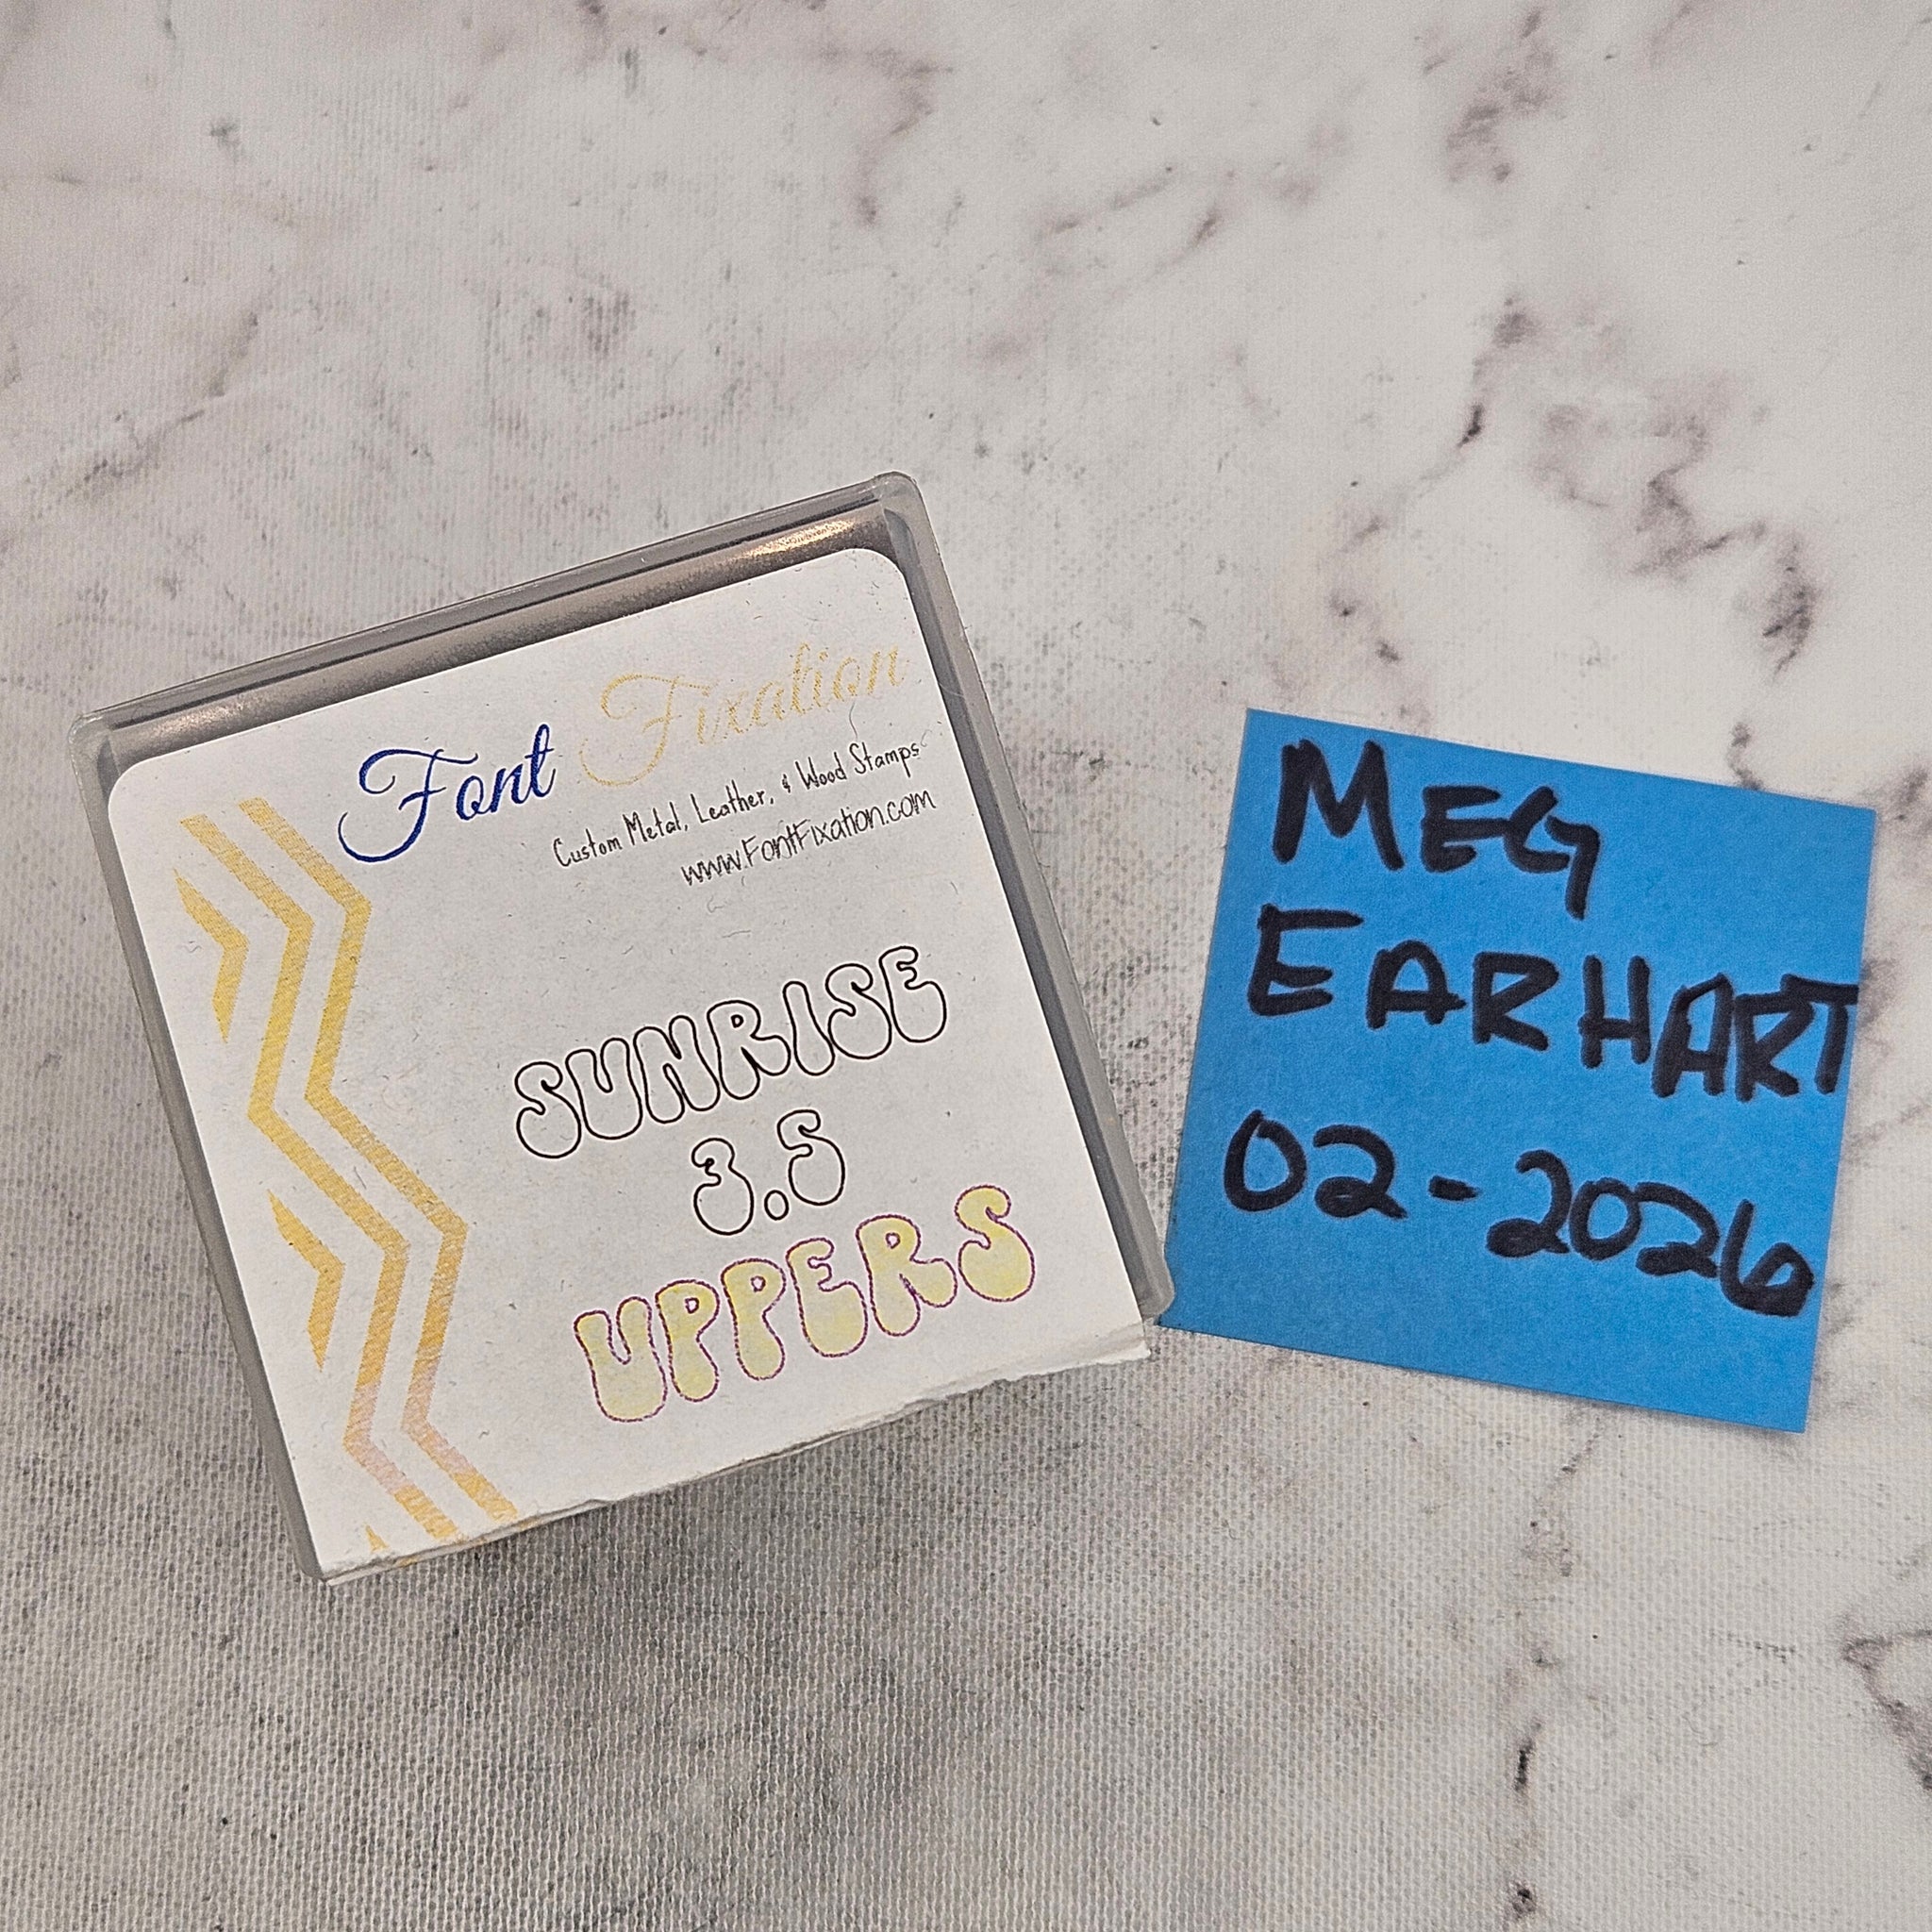 Font Fixation
Custom Metal, Leather, & Wood Stamps
www.FontFixation.com
SUNRISE
3.5
UPPERS
MEG
EARHART
02-2026